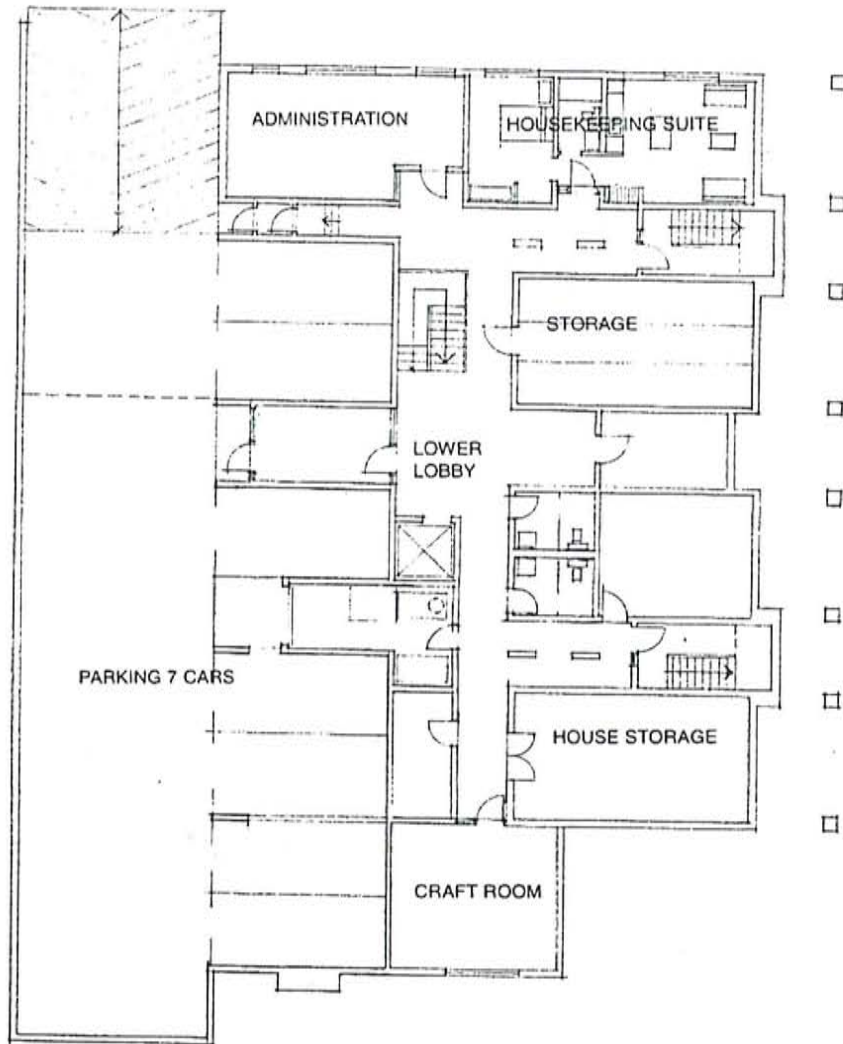 ADMINISTRATION
HOUSEKEEPING SUITE
STORAGE
LOWER
LOBBY
PARKING 7 CARS
HOUSE STORAGE
CRAFT ROOM